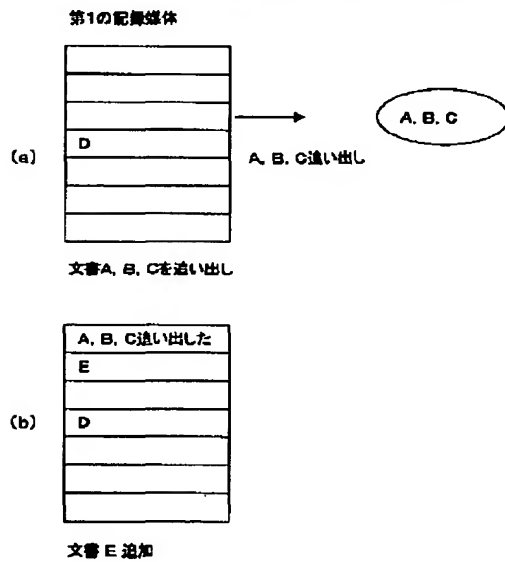 第1の記録媒体
A, B, C
(a)
D
A, B, C追い出し
文書A, B, Cを追い出し
A, B, C追い出した
E
(b)
D
文書 E 追加